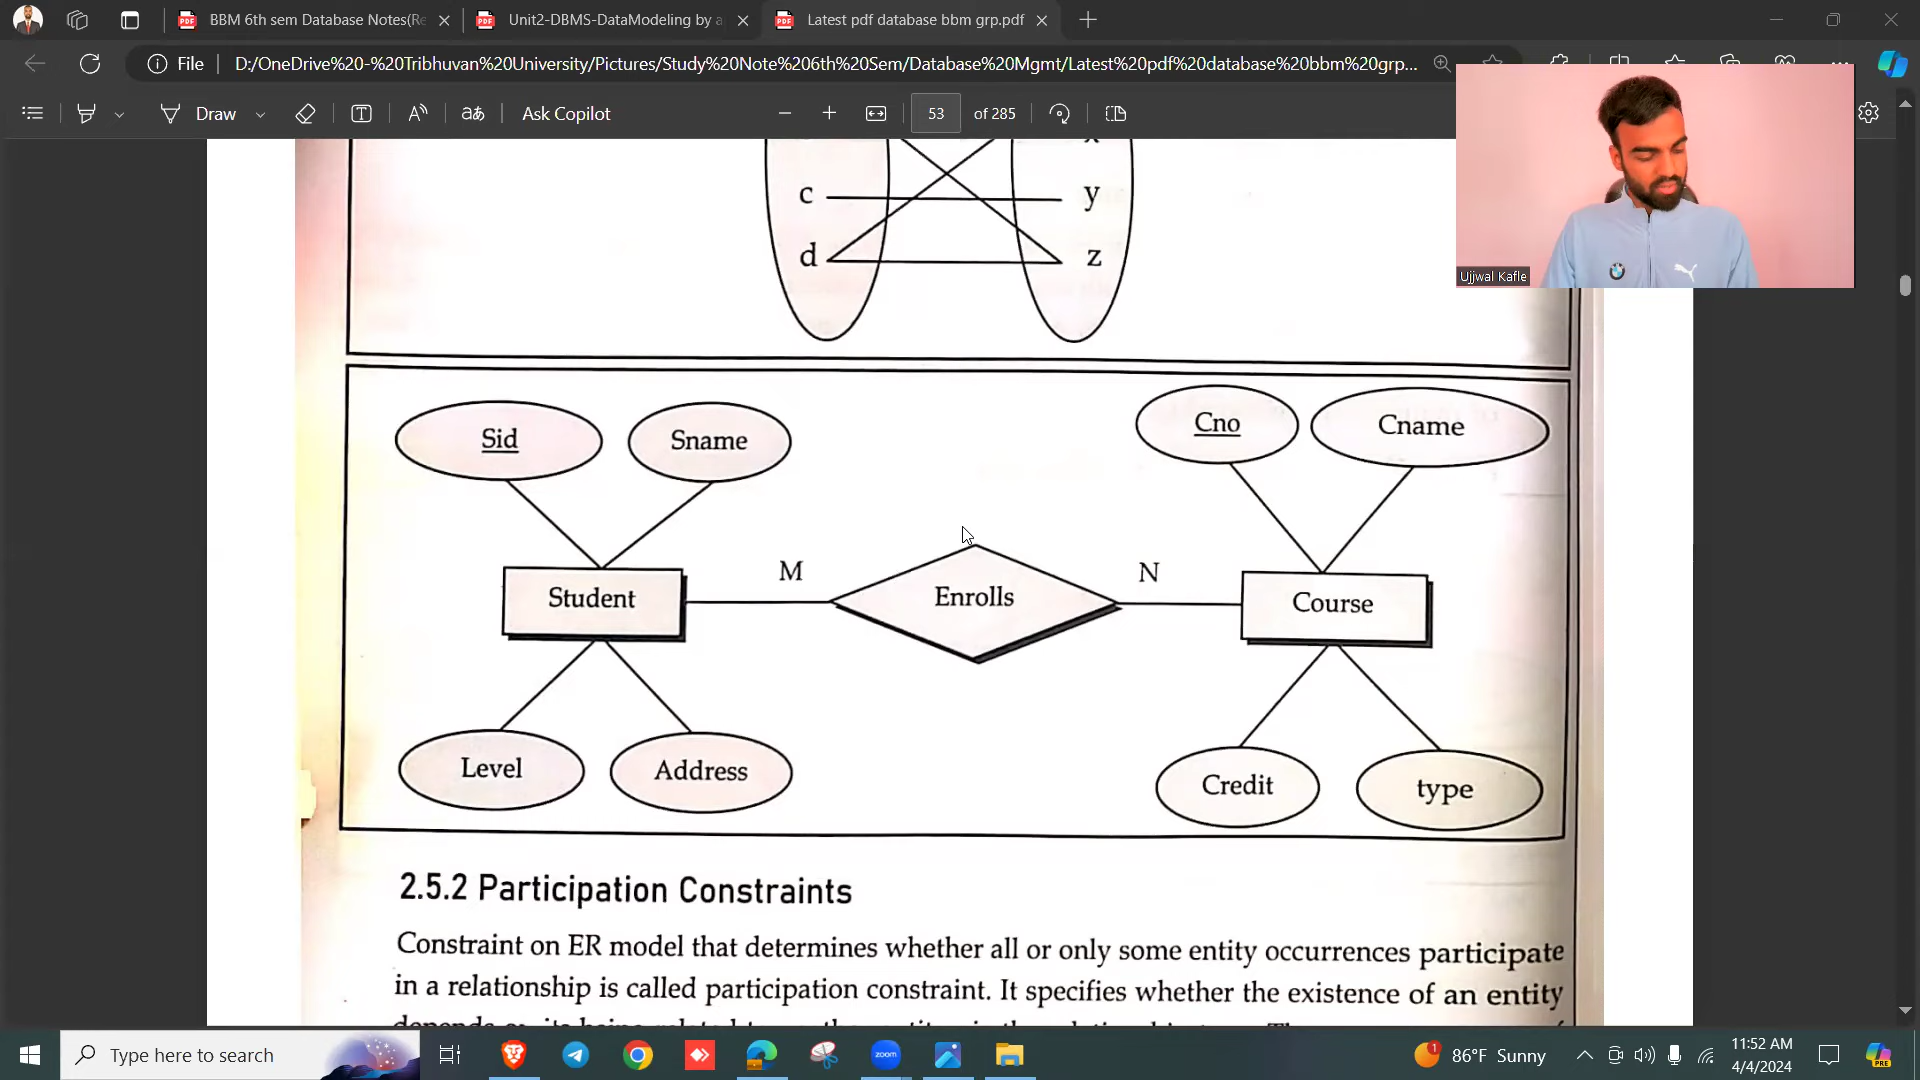 BBM 6th sem Database Notes(Re
Unit2-DBMS-DataModeling by a
Latest pdf database bbm grp.pdf
File
D:/OneDrive%20-%20Tribhuvan%20University/Pictures/Study%20Note%206th%20Sem/Database%20Mgmt/Latest%20pdf%20database%20bbm%20grp...
Draw
aあ
Ask Copilot
53 of 285
Ujjwal Kafle
x
c y
d z
Sid Sname Cno Cname
M N
Student Enrolls Course
Level Address Credit type
2.5.2 Participation Constraints
Constraint on ER model that determines whether all or only some entity occurrences participate
in a relationship is called participation constraint. It specifies whether the existence of an entity
Type here to search
zoom
86°F Sunny
11:52 AM
4/4/2024
PRE